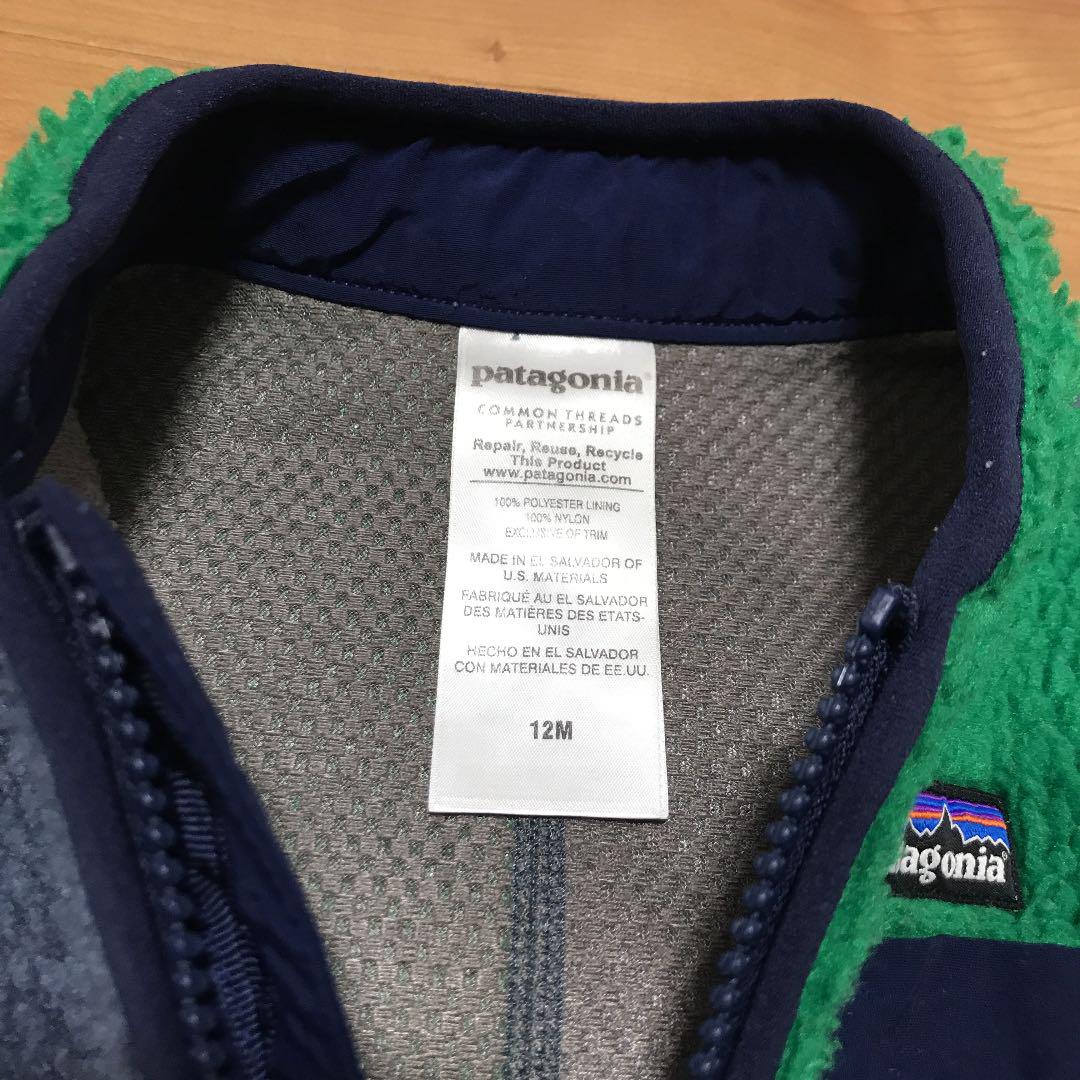 patagonia®
COMMON THREADS
PARTNERSHIP
Repair, Reuse, Recycle
This Product
www.patagonia.com
100% POLYESTER LINING
100% NYLON
EXCLUSIVE OF TRIM
MADE IN EL SALVADOR OF
U.S. MATERIALS
FABRIQUÉ AU EL SALVADOR
DES MATIÈRES DES ETATS-
UNIS
HECHO EN EL SALVADOR
CON MATERIALES DE EE.UU.
12M
agonia